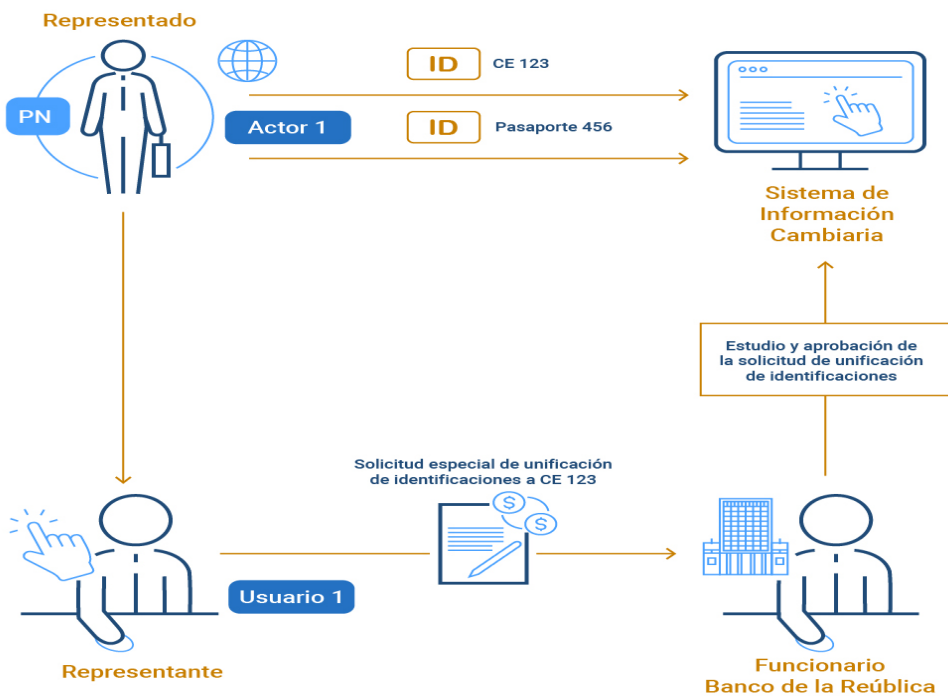 Representado
PN
Actor 1
ID
CE 123
ID
Pasaporte 456
Sistema de
Información
Cambiaria
Estudio y aprobación de
la solicitud de unificación
de identificaciones
Solicitud especial de unificación
de identificaciones a CE 123
$
$
Usuario 1
Representante
Funcionario
Banco de la Reública